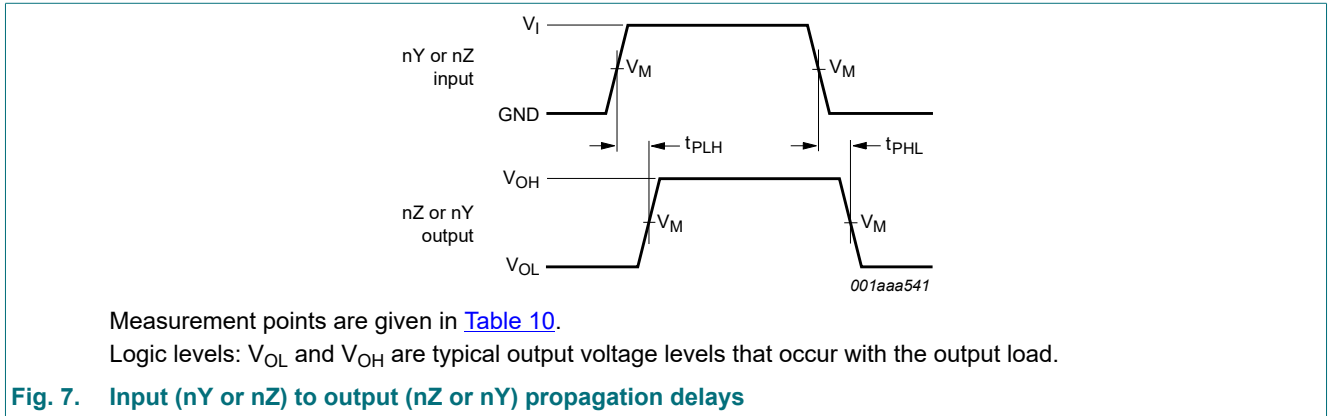 V_I
nY or nZ
input
V_M
V_M
GND
t_PLH
t_PHL
V_OH
nZ or nY
output
V_M
V_M
V_OL
001aaa541
Measurement points are given in Table 10.
Logic levels: V_OL and V_OH are typical output voltage levels that occur with the output load.
Fig. 7. Input (nY or nZ) to output (nZ or nY) propagation delays